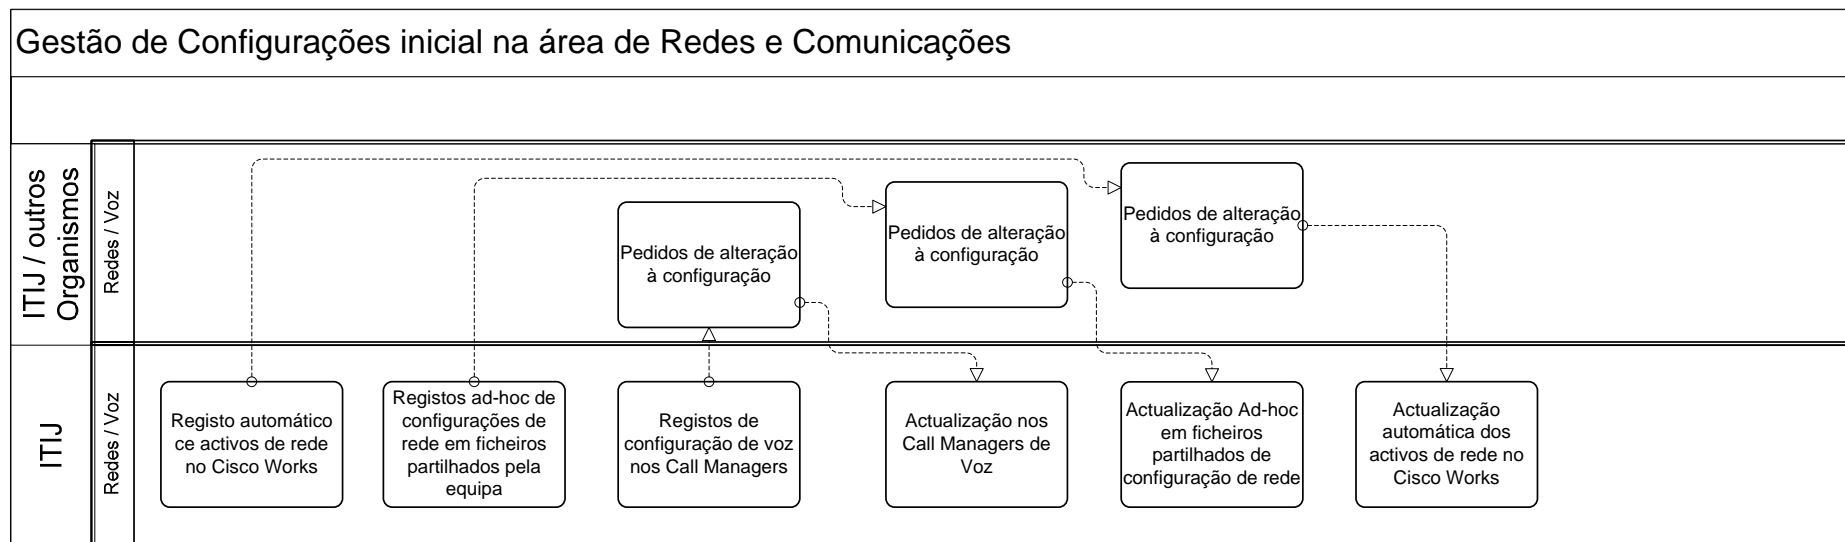 Gestão de Configurações inicial na área de Redes e Comunicações
ITIJ / outros
Organismos
Redes / Voz
Pedidos de alteração
à configuração
Pedidos de alteração
à configuração
Pedidos de alteração
à configuração
ITIJ
Redes / Voz
Registo automático
ce activos de rede
no Cisco Works
Registos ad-hoc de
configurações de
rede em ficheiros
partilhados pela
equipa
Registos de
configuração de voz
nos Call Managers
Actualização nos
Call Managers de
Voz
Actualização Ad-hoc
em ficheiros
partilhados de
configuração de rede
Actualização
automática dos
activos de rede no
Cisco Works